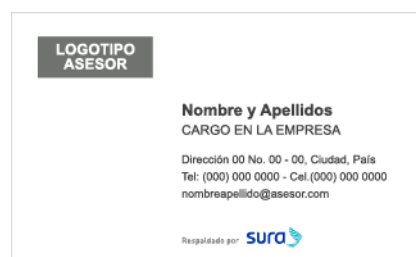 LOGOTIPO
ASESOR
Nombre y Apellidos
CARGO EN LA EMPRESA
Dirección 00 No. 00 - 00, Ciudad, País
Tel: (000) 000 0000 - Cel.(000) 000 0000
nombreapellido@asesor.com
Respaldado por sura